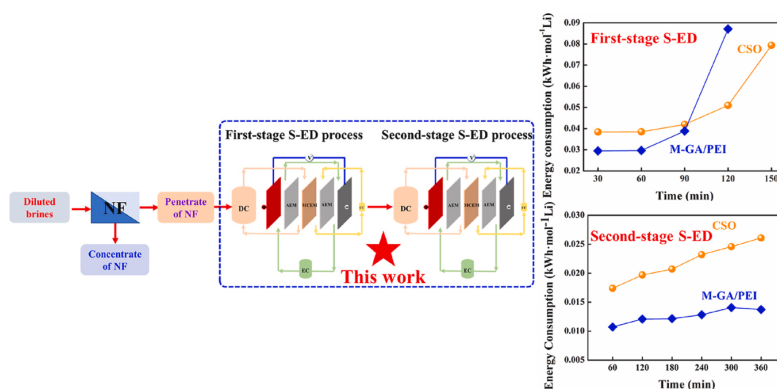 Diluted
brines
NF
Concentrate
of NF
Penetrate
of NF
First-stage S-ED process
Second-stage S-ED process
V
DC
AEM
MCEM
AEM
C
EC
V
DC
AEM
MCEM
AEM
C
EC
This work
First-stage S-ED
CSO
M-GA/PEI
Energy consumption (kWh·mol⁻¹Li)
0.09
0.08
0.07
0.06
0.05
0.04
0.03
0.02
30
60
90
120
150
Time (min)
Second-stage S-ED
CSO
M-GA/PEI
Energy Consumption (kWh·mol⁻¹Li)
0.030
0.025
0.020
0.015
0.010
0.005
60
120
180
240
300
360
Time (min)